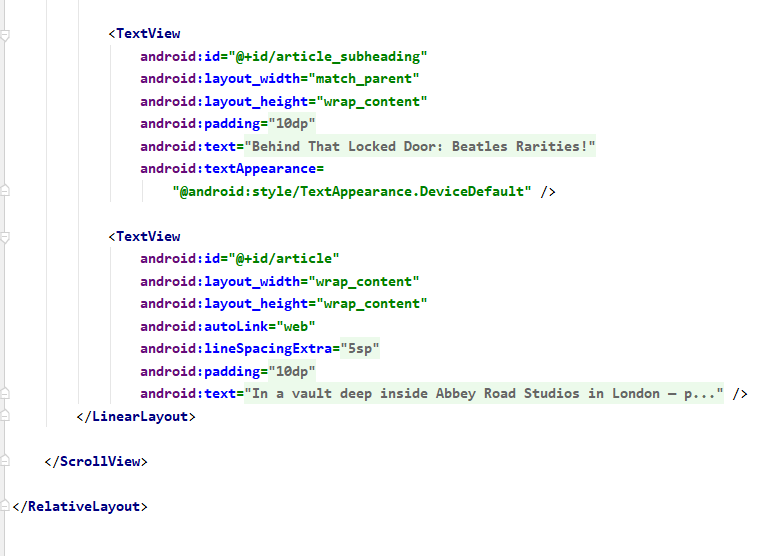 <TextView
android:id="@+id/article_subheading"
android:layout_width="match_parent"
android:layout_height="wrap_content"
android:padding="10dp"
android:text="Behind That Locked Door: Beatles Rarities!"
android:textAppearance=
"@android:style/TextAppearance.DeviceDefault" />
<TextView
android:id="@+id/article"
android:layout_width="wrap_content"
android:layout_height="wrap_content"
android:autoLink="web"
android:lineSpacingExtra="5sp"
android:padding="10dp"
android:text="In a vault deep inside Abbey Road Studios in London — p..." />
</LinearLayout>
</ScrollView>
</RelativeLayout>